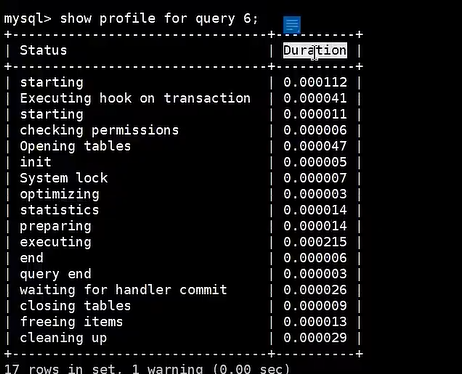 mysql> show profile for query 6;
+--------------------------------+----------+
| Status                         | Duration |
+--------------------------------+----------+
| starting                       | 0.000112 |
| Executing hook on transaction  | 0.000041 |
| starting                       | 0.000011 |
| checking permissions           | 0.000006 |
| Opening tables                 | 0.000047 |
| init                           | 0.000005 |
| System lock                    | 0.000007 |
| optimizing                     | 0.000003 |
| statistics                     | 0.000014 |
| preparing                      | 0.000014 |
| executing                      | 0.000215 |
| end                            | 0.000006 |
| query end                      | 0.000003 |
| waiting for handler commit     | 0.000026 |
| closing tables                 | 0.000009 |
| freeing items                  | 0.000013 |
| cleaning up                    | 0.000029 |
+--------------------------------+----------+
17 rows in set, 1 warning (0.00 sec)